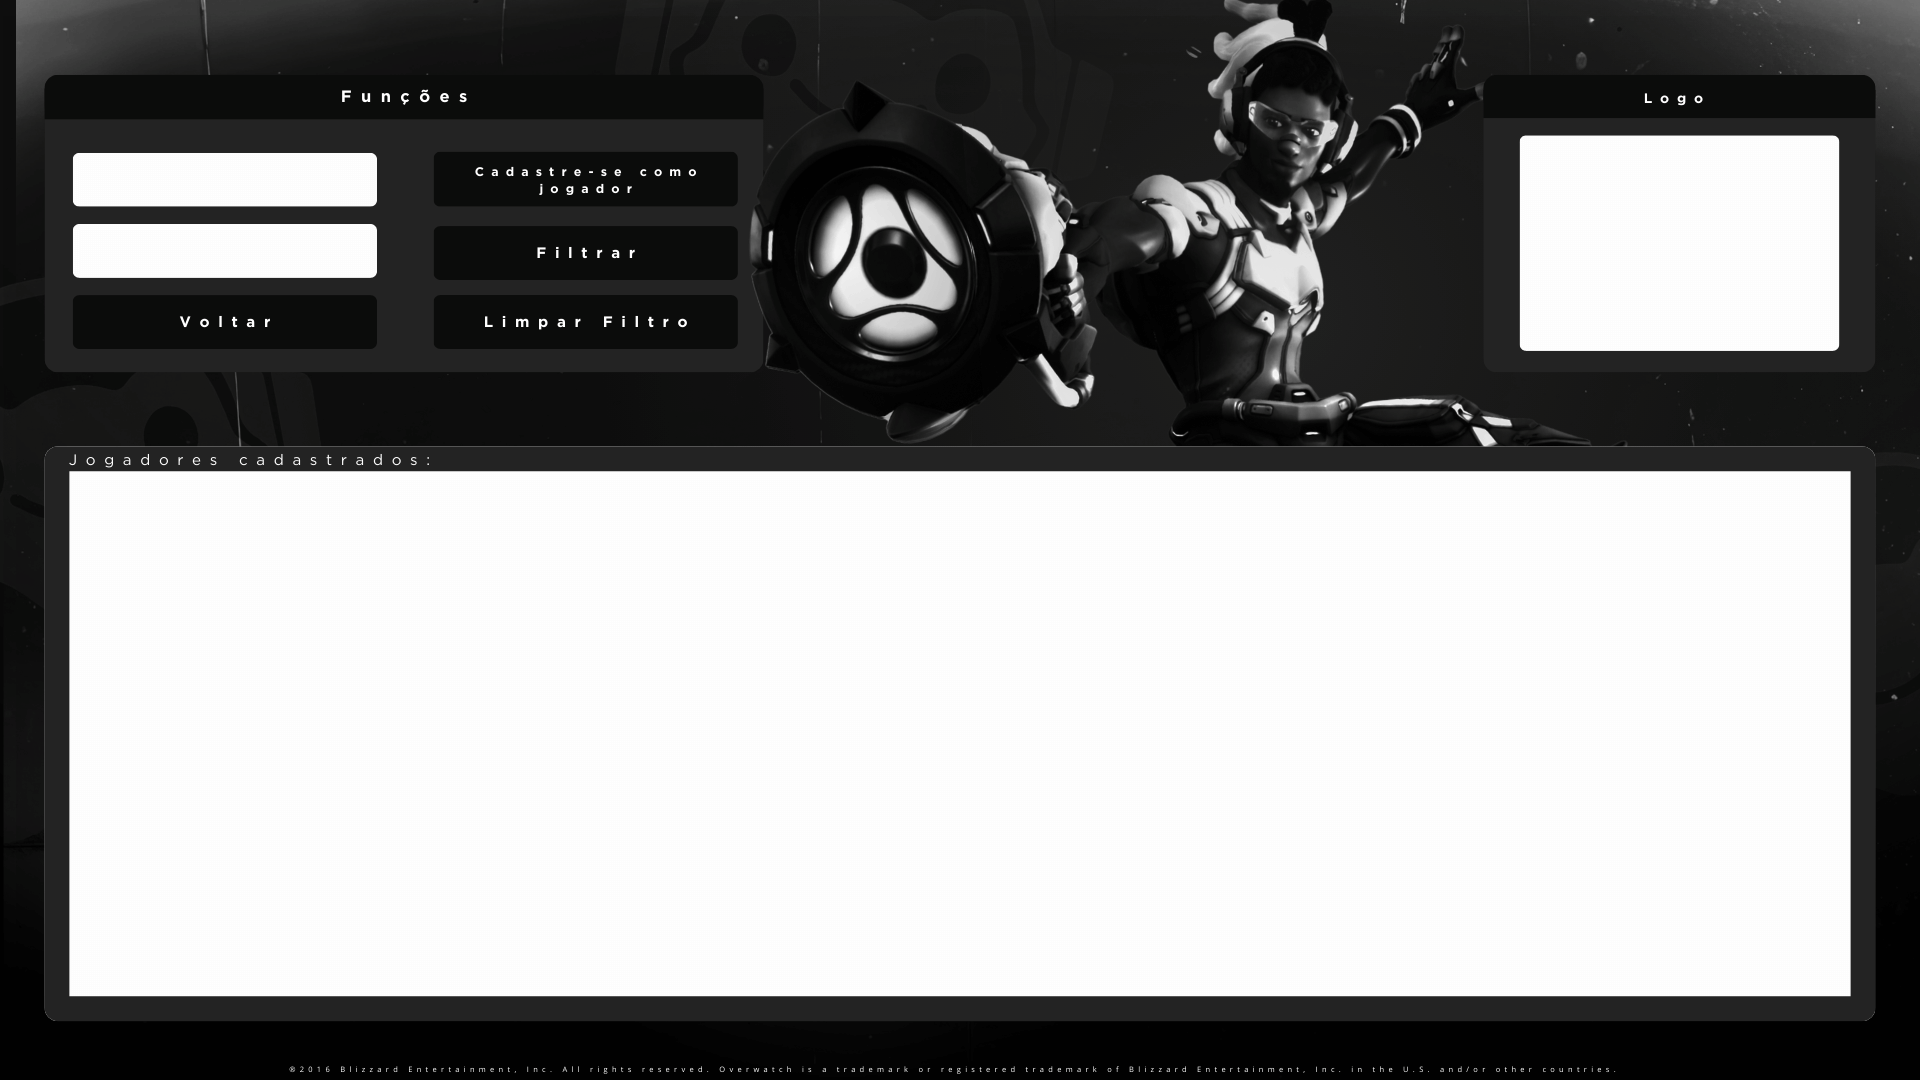 Funções
Logo
Cadastre-se como
jogador
Filtrar
Voltar
Limpar Filtro
Jogadores cadastrados:
©2016 Blizzard Entertainment, Inc. All rights reserved. Overwatch is a trademark or registered trademark of Blizzard Entertainment, Inc. in the U.S. and/or other countries.